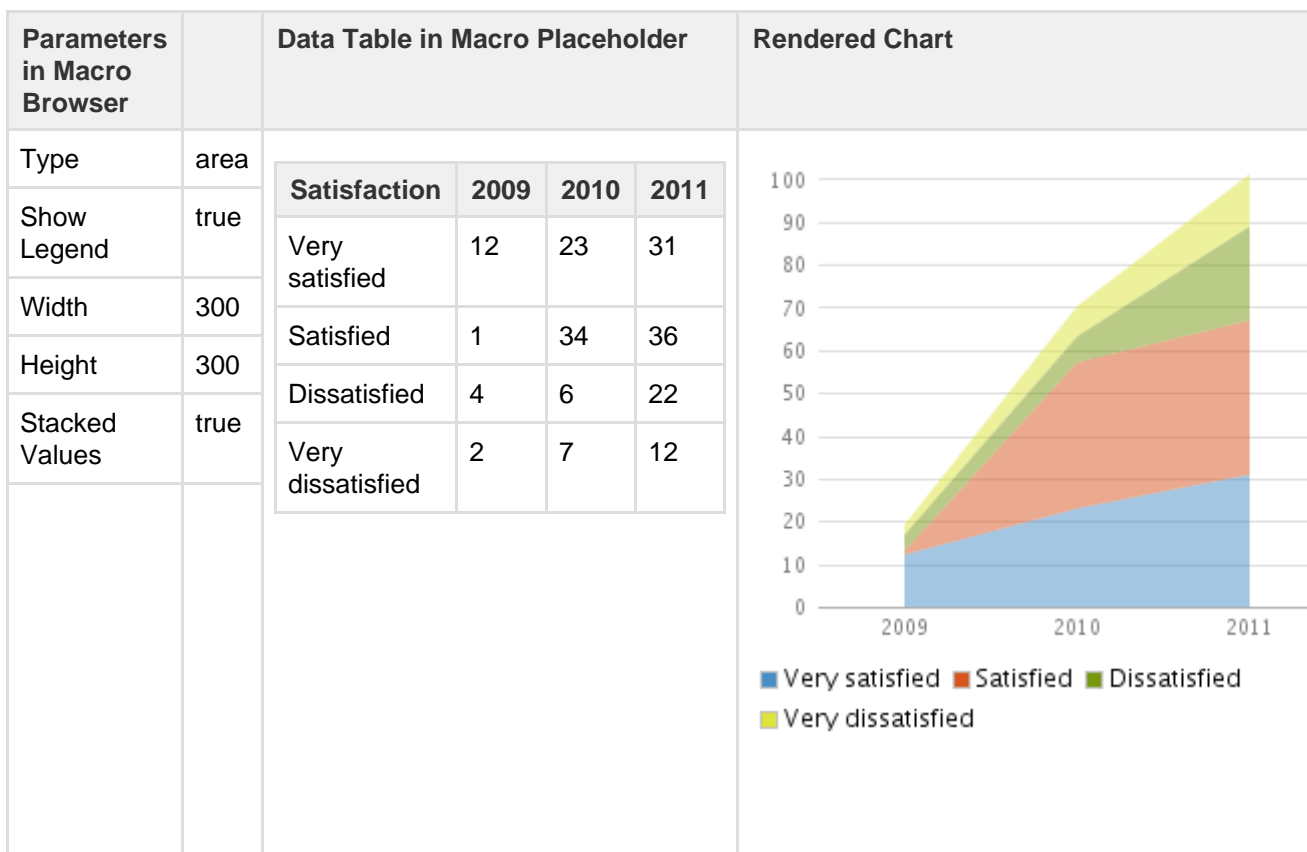 Parameters
in Macro
Browser
Data Table in Macro Placeholder
Rendered Chart
Type area
Show
Legend
true
Width 300
Height 300
Stacked
Values
true
Satisfaction 2009 2010 2011
Very
satisfied
12 23 31
Satisfied 1 34 36
Dissatisfied 4 6 22
Very
dissatisfied
2 7 12
100
90
80
70
60
50
40
30
20
10
0
2009 2010 2011
Very satisfied Satisfied Dissatisfied
Very dissatisfied